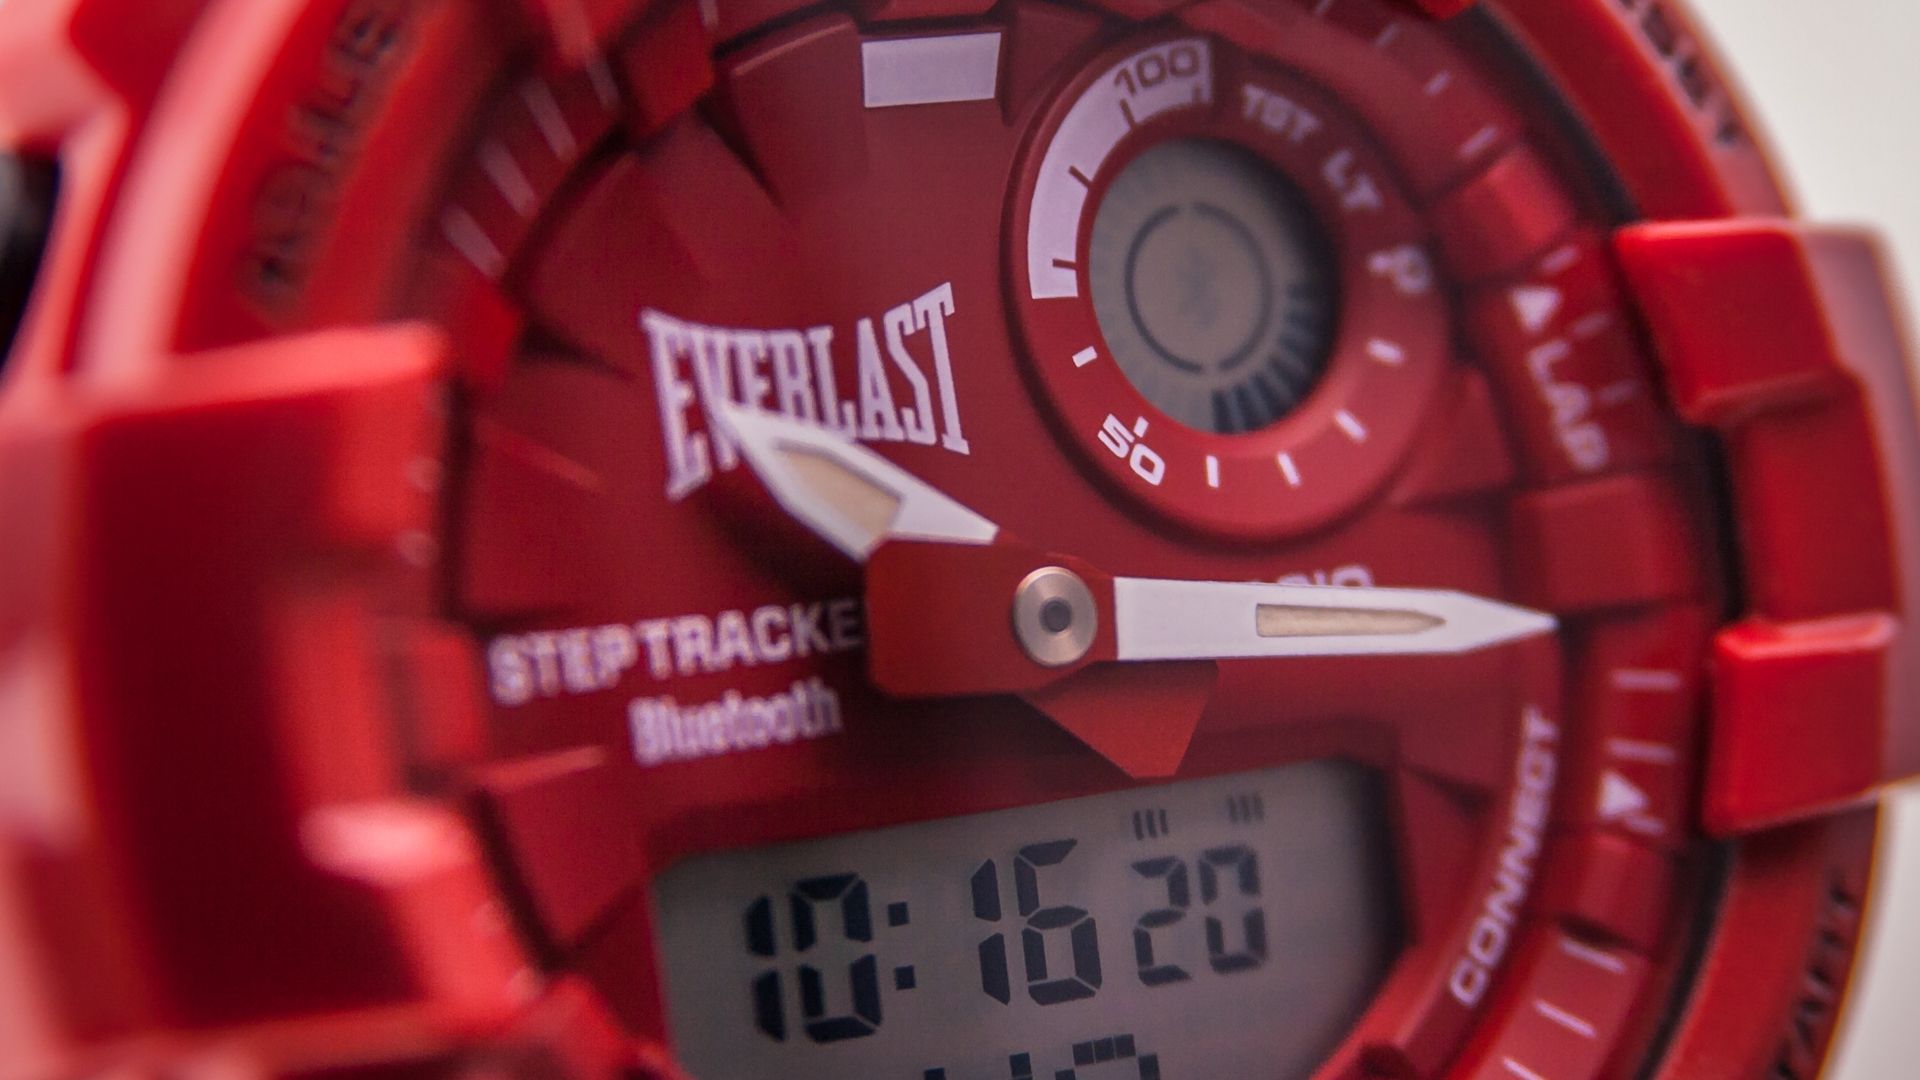 100
TST LT P
EVERLAST
50
LAP
STEP TRACKE
Bluetooth
CONNECT
10:16 20